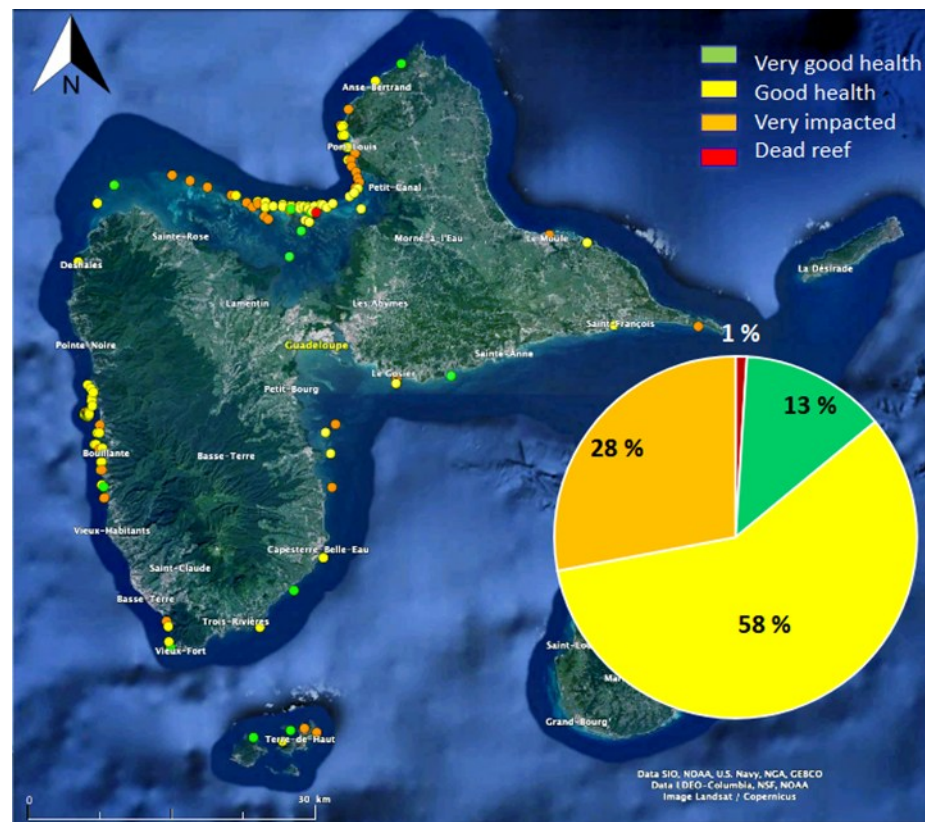 N
Very good health
Good health
Very impacted
Dead reef
Anse-Bertrand
Port-Louis
Petit-Canal
Sainte-Rose
Morne-à-l'Eau
Le Moule
La Désirade
Deshaies
Lamentin
Les Abymes
Saint-François
Pointe-Noire
Guadeloupe
Sainte-Anne
1 %
Le Gosier
Petit-Bourg
13 %
28 %
Bouillante
Basse-Terre
Vieux-Habitants
Capesterre-Belle-Eau
Saint-Claude
Basse-Terre
Trois-Rivières
58 %
Vieux-Fort
Grand-Bourg
Terre-de-Haut
Data SIO, NOAA, U.S. Navy, NGA, GEBCO
Data LDEO-Columbia, NSF, NOAA
Image Landsat / Copernicus
0 30 km